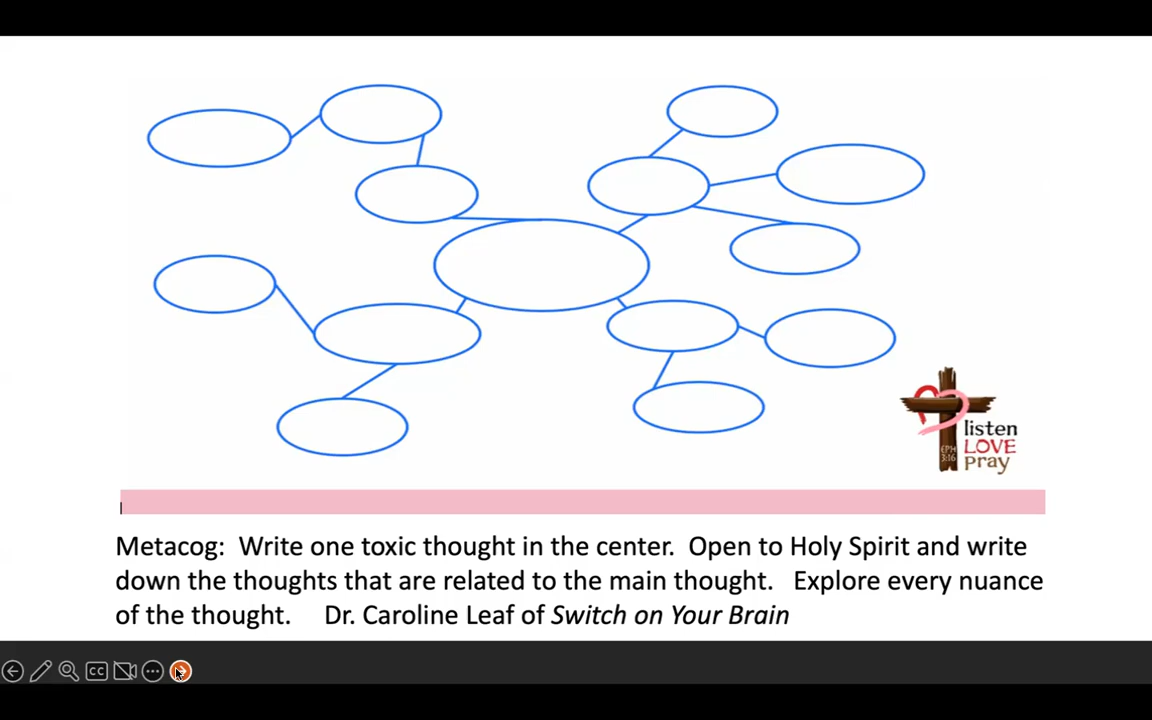 listen
LOVE
pray
EPH
3:16
Metacog: Write one toxic thought in the center. Open to Holy Spirit and write
down the thoughts that are related to the main thought. Explore every nuance
of the thought. Dr. Caroline Leaf of Switch on Your Brain
CC